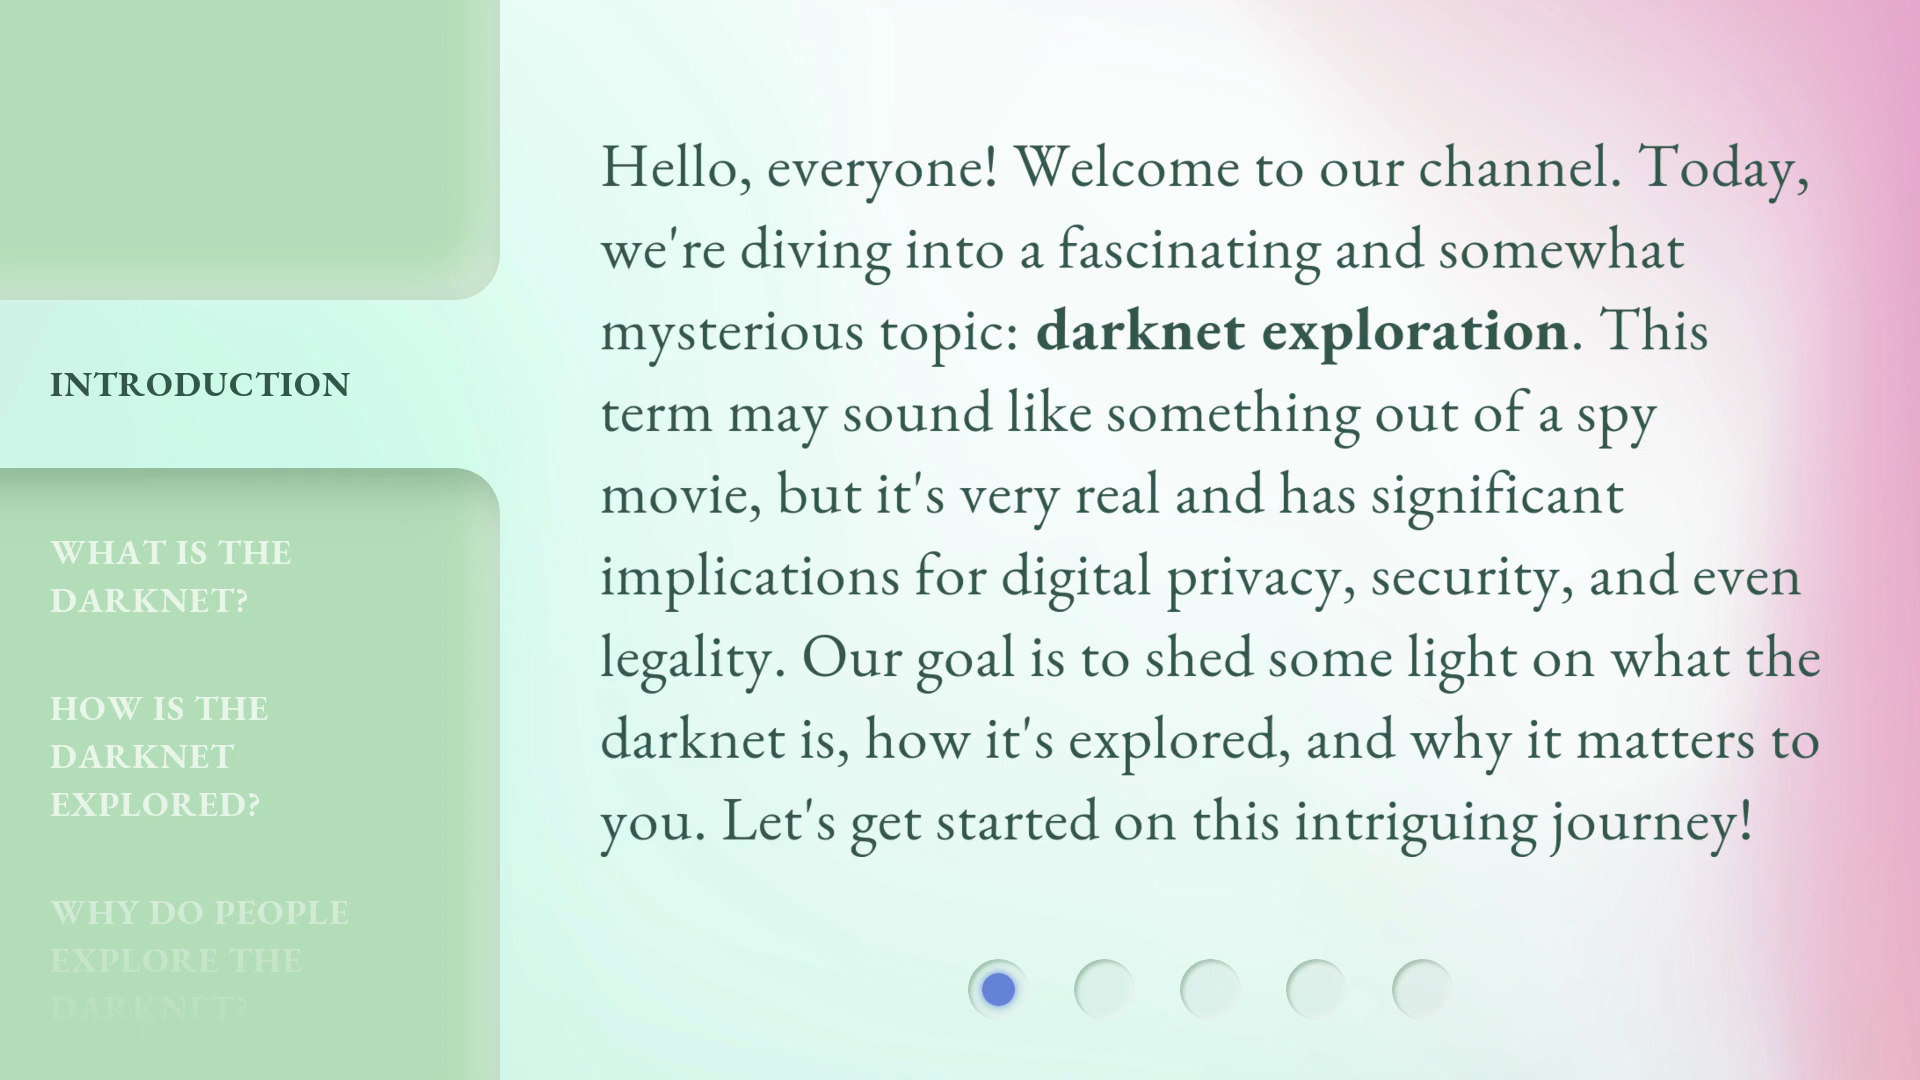 INTRODUCTION
WHAT IS THE
DARKNET?
HOW IS THE
DARKNET
EXPLORED?
WHY DO PEOPLE
EXPLORE THE
DARKNET?
Hello, everyone! Welcome to our channel. Today,
we're diving into a fascinating and somewhat
mysterious topic: darknet exploration. This
term may sound like something out of a spy
movie, but it's very real and has significant
implications for digital privacy, security, and even
legality. Our goal is to shed some light on what the
darknet is, how it's explored, and why it matters to
you. Let's get started on this intriguing journey!